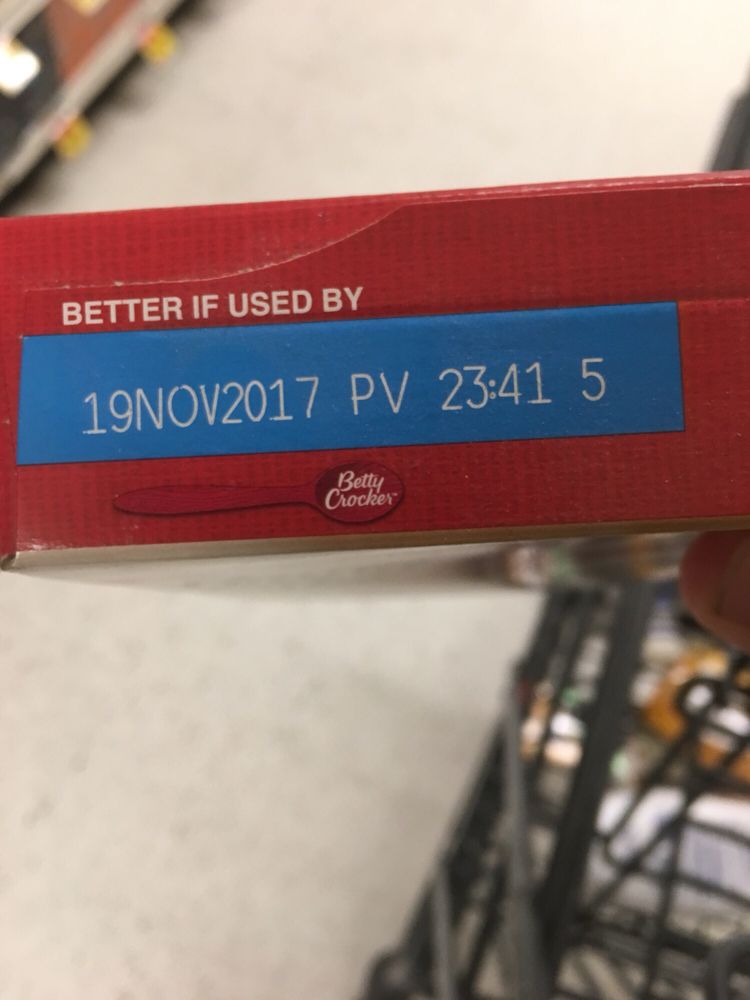 BETTER IF USED BY
19NOV2017 PV 23:41 5
Betty
Crocker